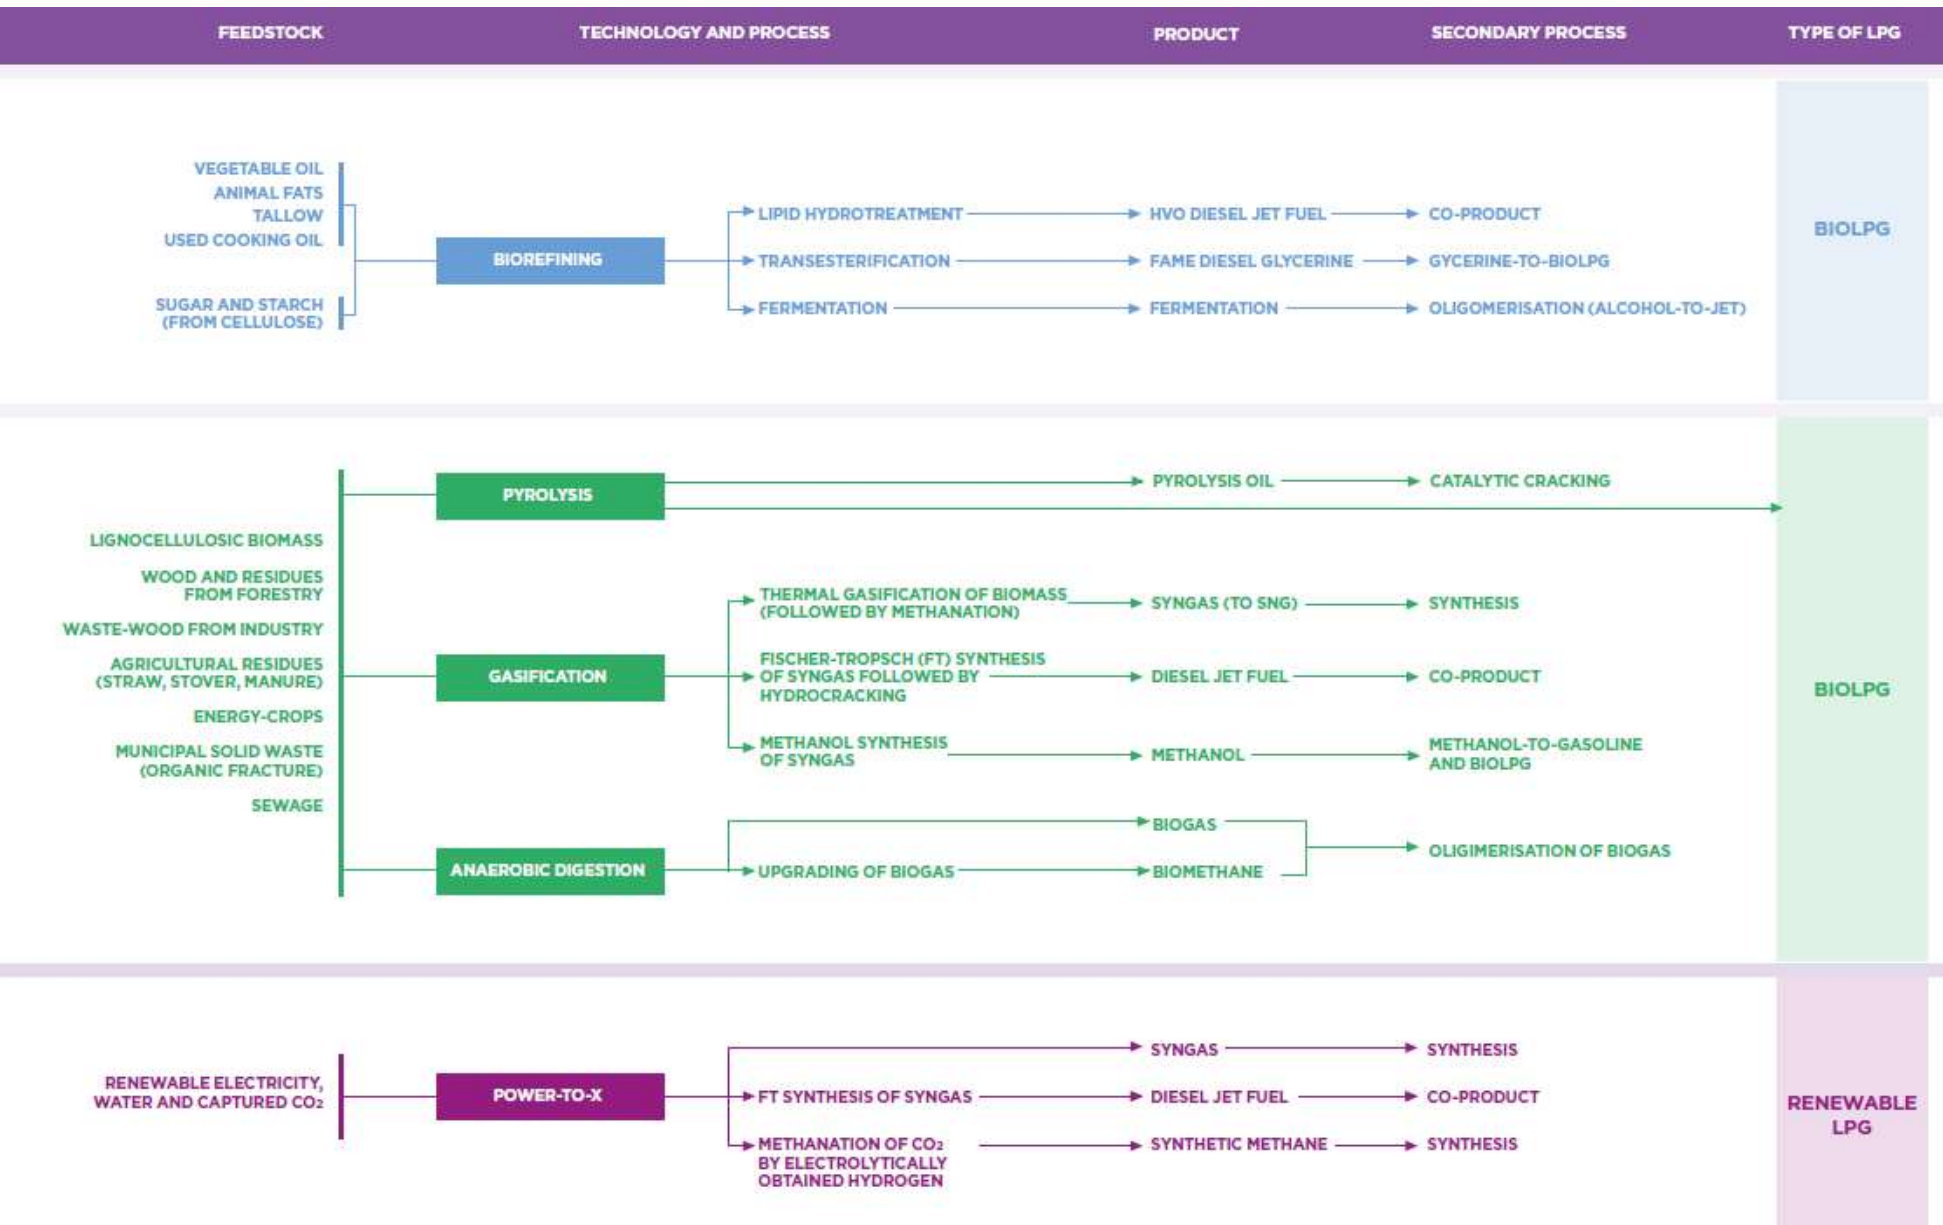 FEEDSTOCK
TECHNOLOGY AND PROCESS
PRODUCT
SECONDARY PROCESS
TYPE OF LPG
VEGETABLE OIL
ANIMAL FATS
TALLOW
USED COOKING OIL
SUGAR AND STARCH
(FROM CELLULOSE)
BIOREFINING
LIPID HYDROTREATMENT
HVO DIESEL JET FUEL
CO-PRODUCT
TRANSESTERIFICATION
FAME DIESEL GLYCERINE
GYCERINE-TO-BIOLPG
FERMENTATION
FERMENTATION
OLIGOMERISATION (ALCOHOL-TO-JET)
BIOLPG
LIGNOCELLULOSIC BIOMASS
WOOD AND RESIDUES
FROM FORESTRY
WASTE-WOOD FROM INDUSTRY
AGRICULTURAL RESIDUES
(STRAW, STOVER, MANURE)
ENERGY-CROPS
MUNICIPAL SOLID WASTE
(ORGANIC FRACTURE)
SEWAGE
PYROLYSIS
PYROLYSIS OIL
CATALYTIC CRACKING
GASIFICATION
THERMAL GASIFICATION OF BIOMASS
(FOLLOWED BY METHANATION)
SYNGAS (TO SNG)
SYNTHESIS
FISCHER-TROPSCH (FT) SYNTHESIS
OF SYNGAS FOLLOWED BY
HYDROCRACKING
DIESEL JET FUEL
CO-PRODUCT
METHANOL SYNTHESIS
OF SYNGAS
METHANOL
METHANOL-TO-GASOLINE
AND BIOLPG
ANAEROBIC DIGESTION
BIOGAS
UPGRADING OF BIOGAS
BIOMETHANE
OLIGIMERISATION OF BIOGAS
BIOLPG
RENEWABLE ELECTRICITY,
WATER AND CAPTURED CO₂
POWER-TO-X
SYNGAS
SYNTHESIS
FT SYNTHESIS OF SYNGAS
DIESEL JET FUEL
CO-PRODUCT
METHANATION OF CO₂
BY ELECTROLYTICALLY
OBTAINED HYDROGEN
SYNTHETIC METHANE
SYNTHESIS
RENEWABLE
LPG